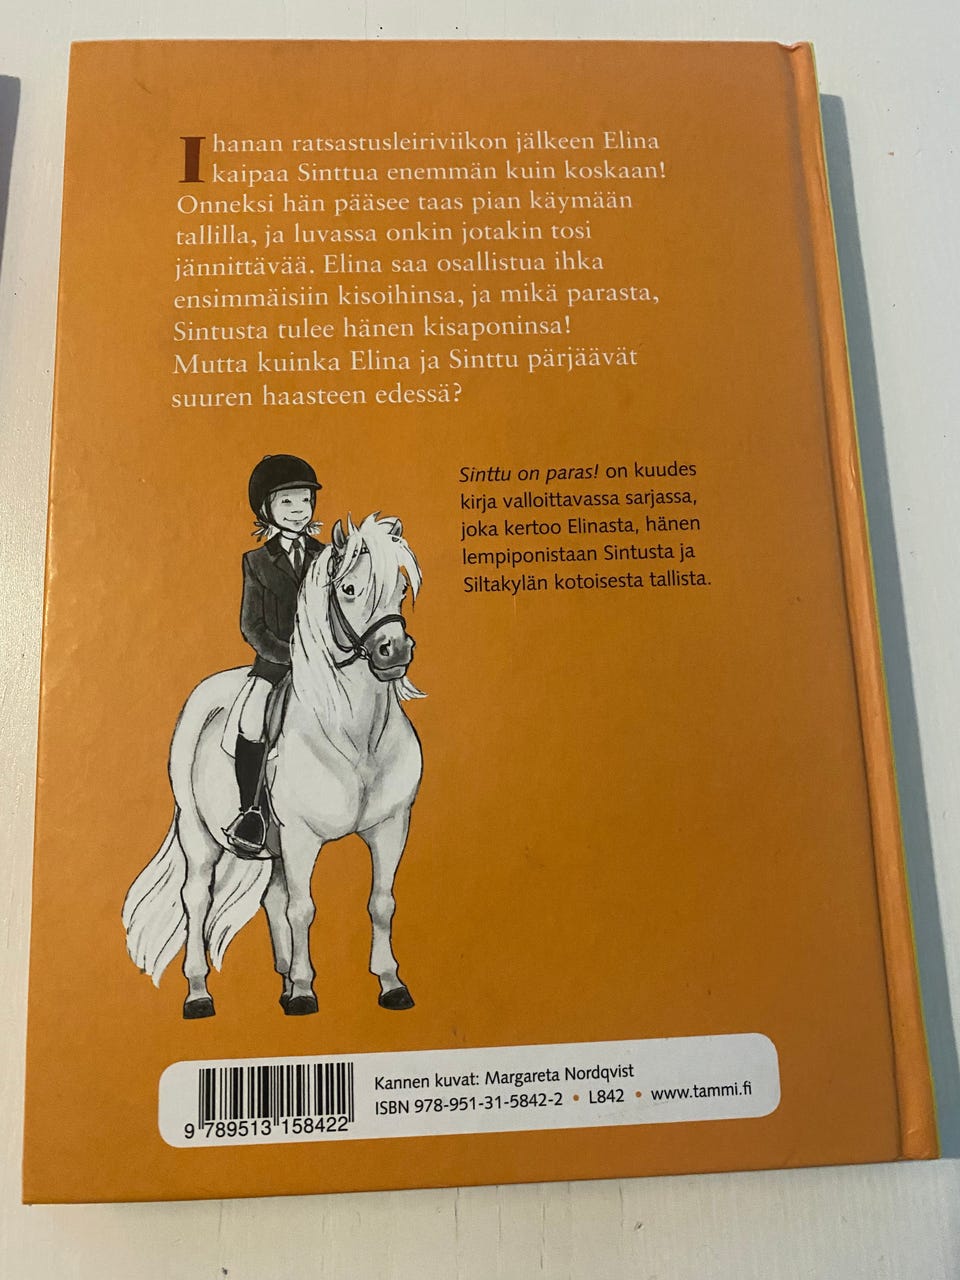 Ihanan ratsastusleiriviikon jälkeen Elina
kaipaa Sinttua enemmän kuin koskaan!
Onneksi hän pääsee taas pian käymään
tallilla, ja luvassa onkin jotakin tosi
jännittävää. Elina saa osallistua ihka
ensimmäisiin kisoihinsa, ja mikä parasta,
Sintusta tulee hänen kisaponinsa!
Mutta kuinka Elina ja Sinttu pärjäävät
suuren haasteen edessä?
Sinttu on paras! on kuudes
kirja valloittavassa sarjassa,
joka kertoo Elinasta, hänen
lempiponistaan Sintusta ja
Siltakylän kotoisesta tallista.
Kannen kuvat: Margareta Nordqvist
ISBN 978-951-31-5842-2 • L842 • www.tammi.fi
9 789513 158422